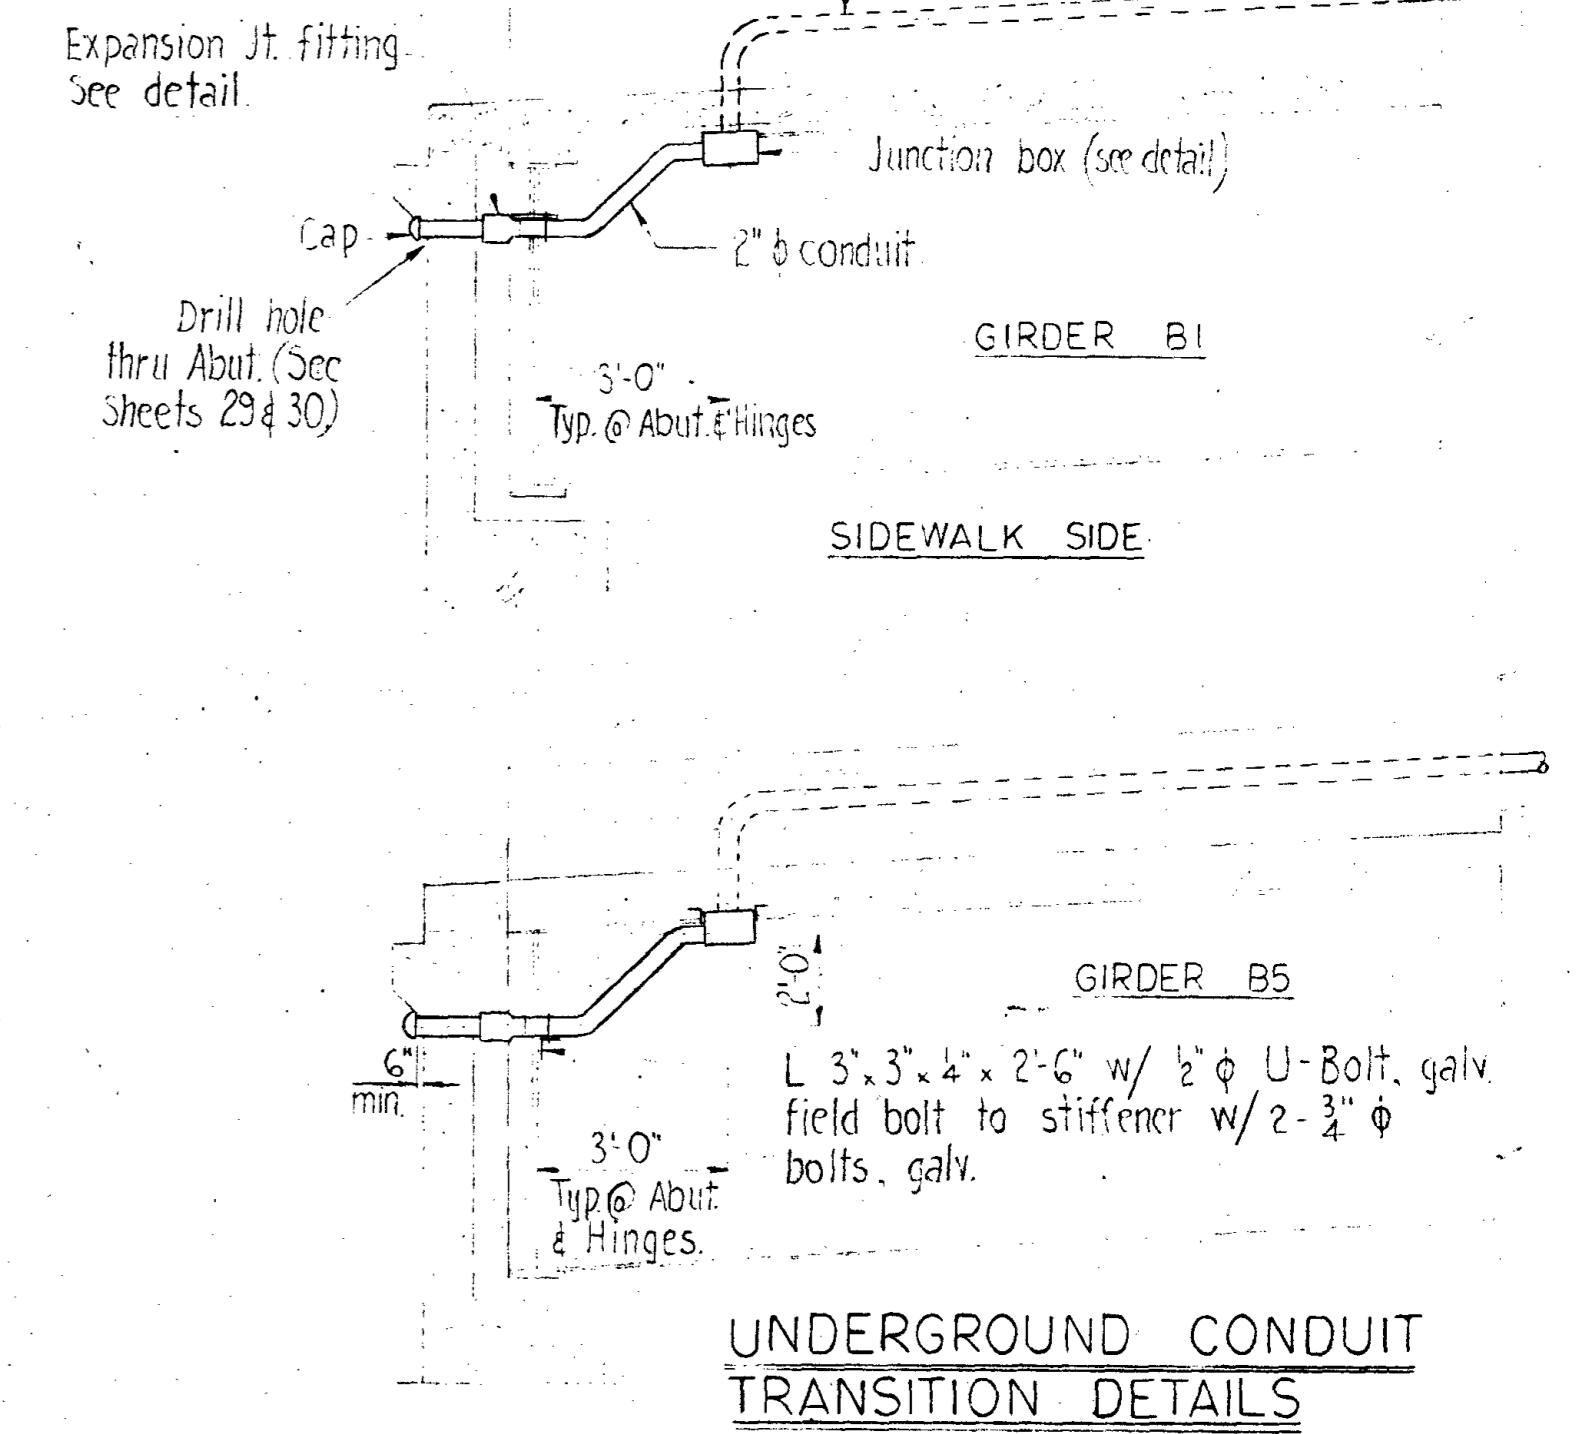 Expansion Jt. fitting
See detail.
Junction box (see detail)
Cap
2" ϕ conduit
Drill hole
thru Abut. (See
Sheets 29 & 30)
GIRDER B1
3'-0"
Typ. @ Abut. & Hinges
SIDEWALK SIDE
2'-0"
GIRDER B5
6"
min.
L 3" x 3" x 1/4" x 2'-6" w/ 1/2" ϕ U-Bolt, galv.
field bolt to stiffener w/ 2 - 3/4" ϕ
bolts, galv.
3'-0"
Typ. @ Abut.
& Hinges.
UNDERGROUND CONDUIT
TRANSITION DETAILS